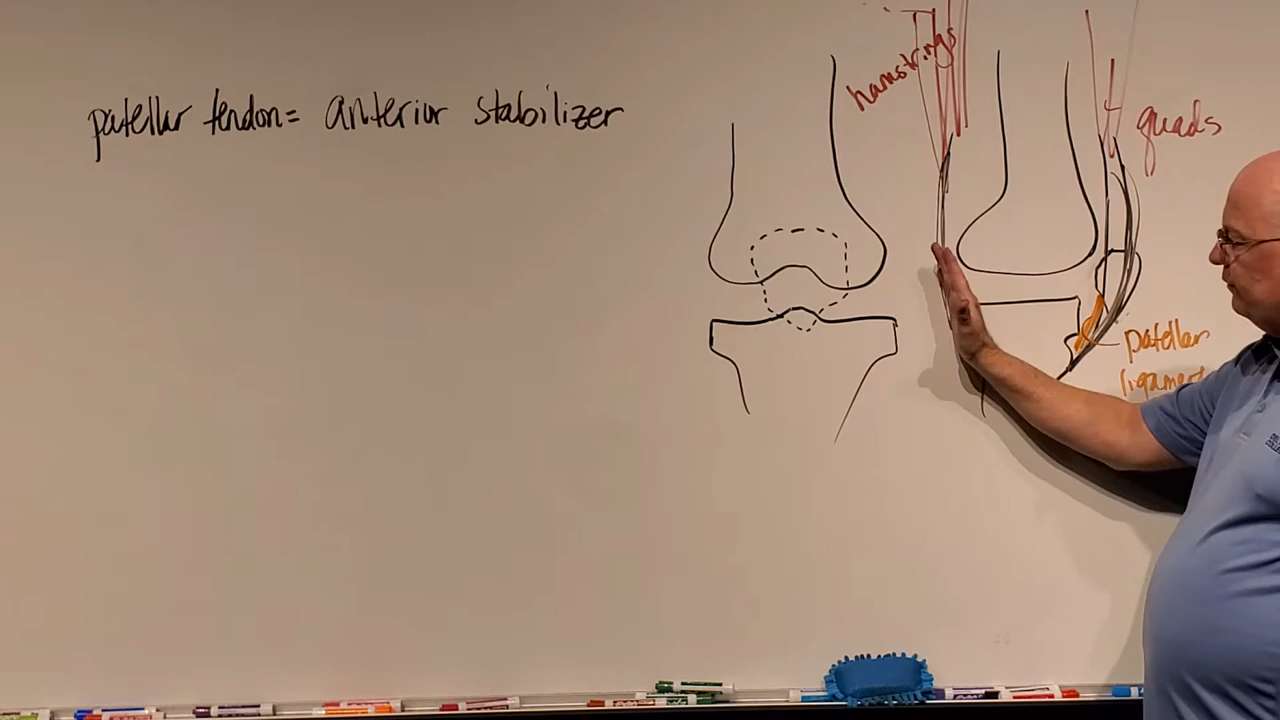 patellar tendon= anterior stabilizer
hamstrings
quads
patellar
ligament